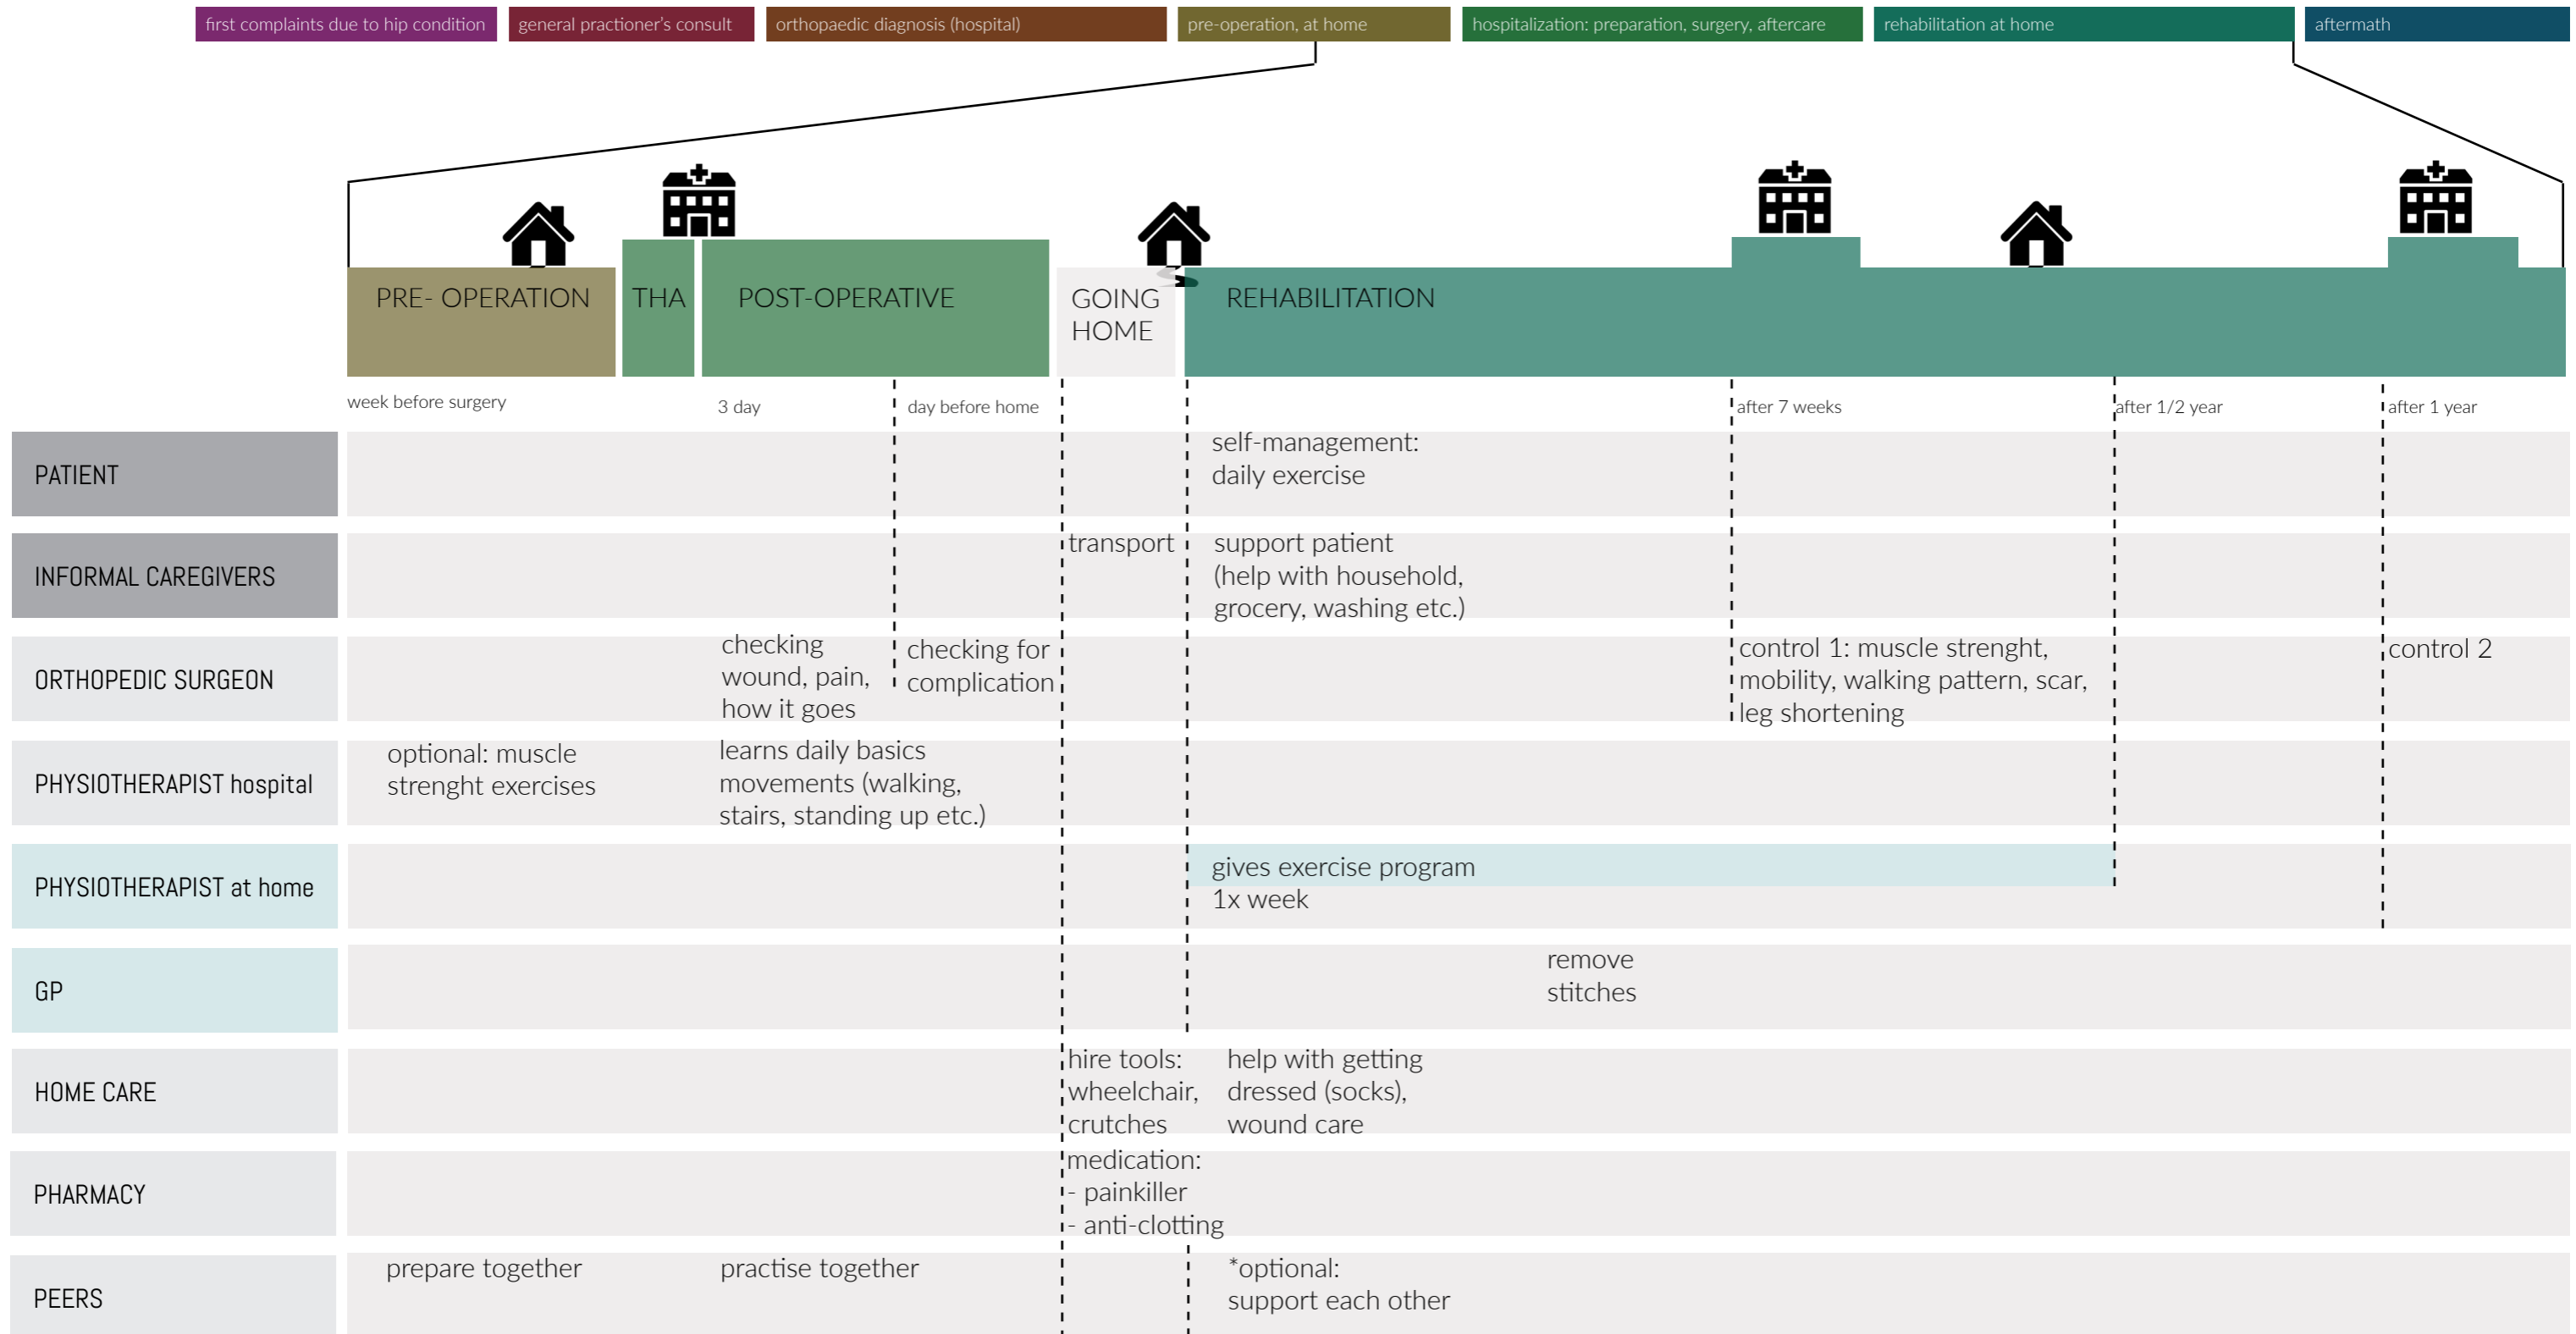 first complaints due to hip condition
general practioner's consult
orthopaedic diagnosis (hospital)
pre-operation, at home
hospitalization: preparation, surgery, aftercare
rehabilitation at home
aftermath
PRE- OPERATION
THA
POST-OPERATIVE
GOING
HOME
REHABILITATION
week before surgery
3 day
day before home
after 7 weeks
after 1/2 year
after 1 year
PATIENT
self-management:
daily exercise
INFORMAL CAREGIVERS
transport
support patient
(help with household,
grocery, washing etc.)
ORTHOPEDIC SURGEON
checking
wound, pain,
how it goes
checking for
complication
control 1: muscle strenght,
mobility, walking pattern, scar,
leg shortening
control 2
PHYSIOTHERAPIST hospital
optional: muscle
strenght exercises
learns daily basics
movements (walking,
stairs, standing up etc.)
PHYSIOTHERAPIST at home
gives exercise program
1x week
GP
remove
stitches
HOME CARE
hire tools:
wheelchair,
crutches
help with getting
dressed (socks),
wound care
PHARMACY
medication:
- painkiller
- anti-clotting
PEERS
prepare together
practise together
*optional:
support each other